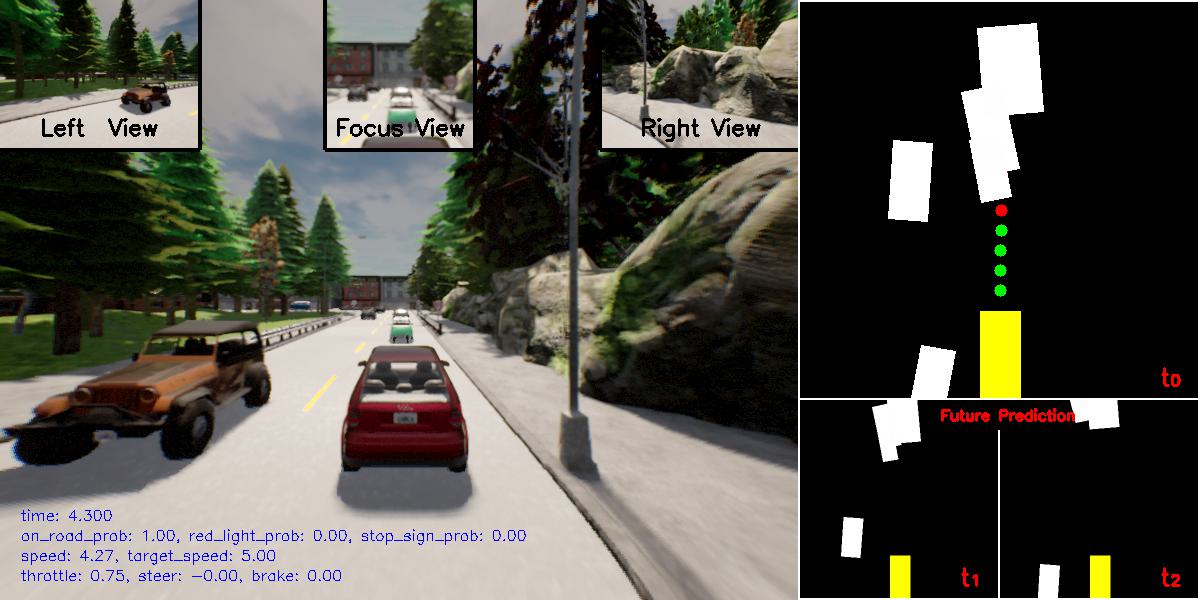 Left View
Focus View
Right View
time: 4.300
on_road_prob: 1.00, red_light_prob: 0.00, stop_sign_prob: 0.00
speed: 4.27, target_speed: 5.00
throttle: 0.75, steer: -0.00, brake: 0.00
t0
Future Prediction
t1
t2